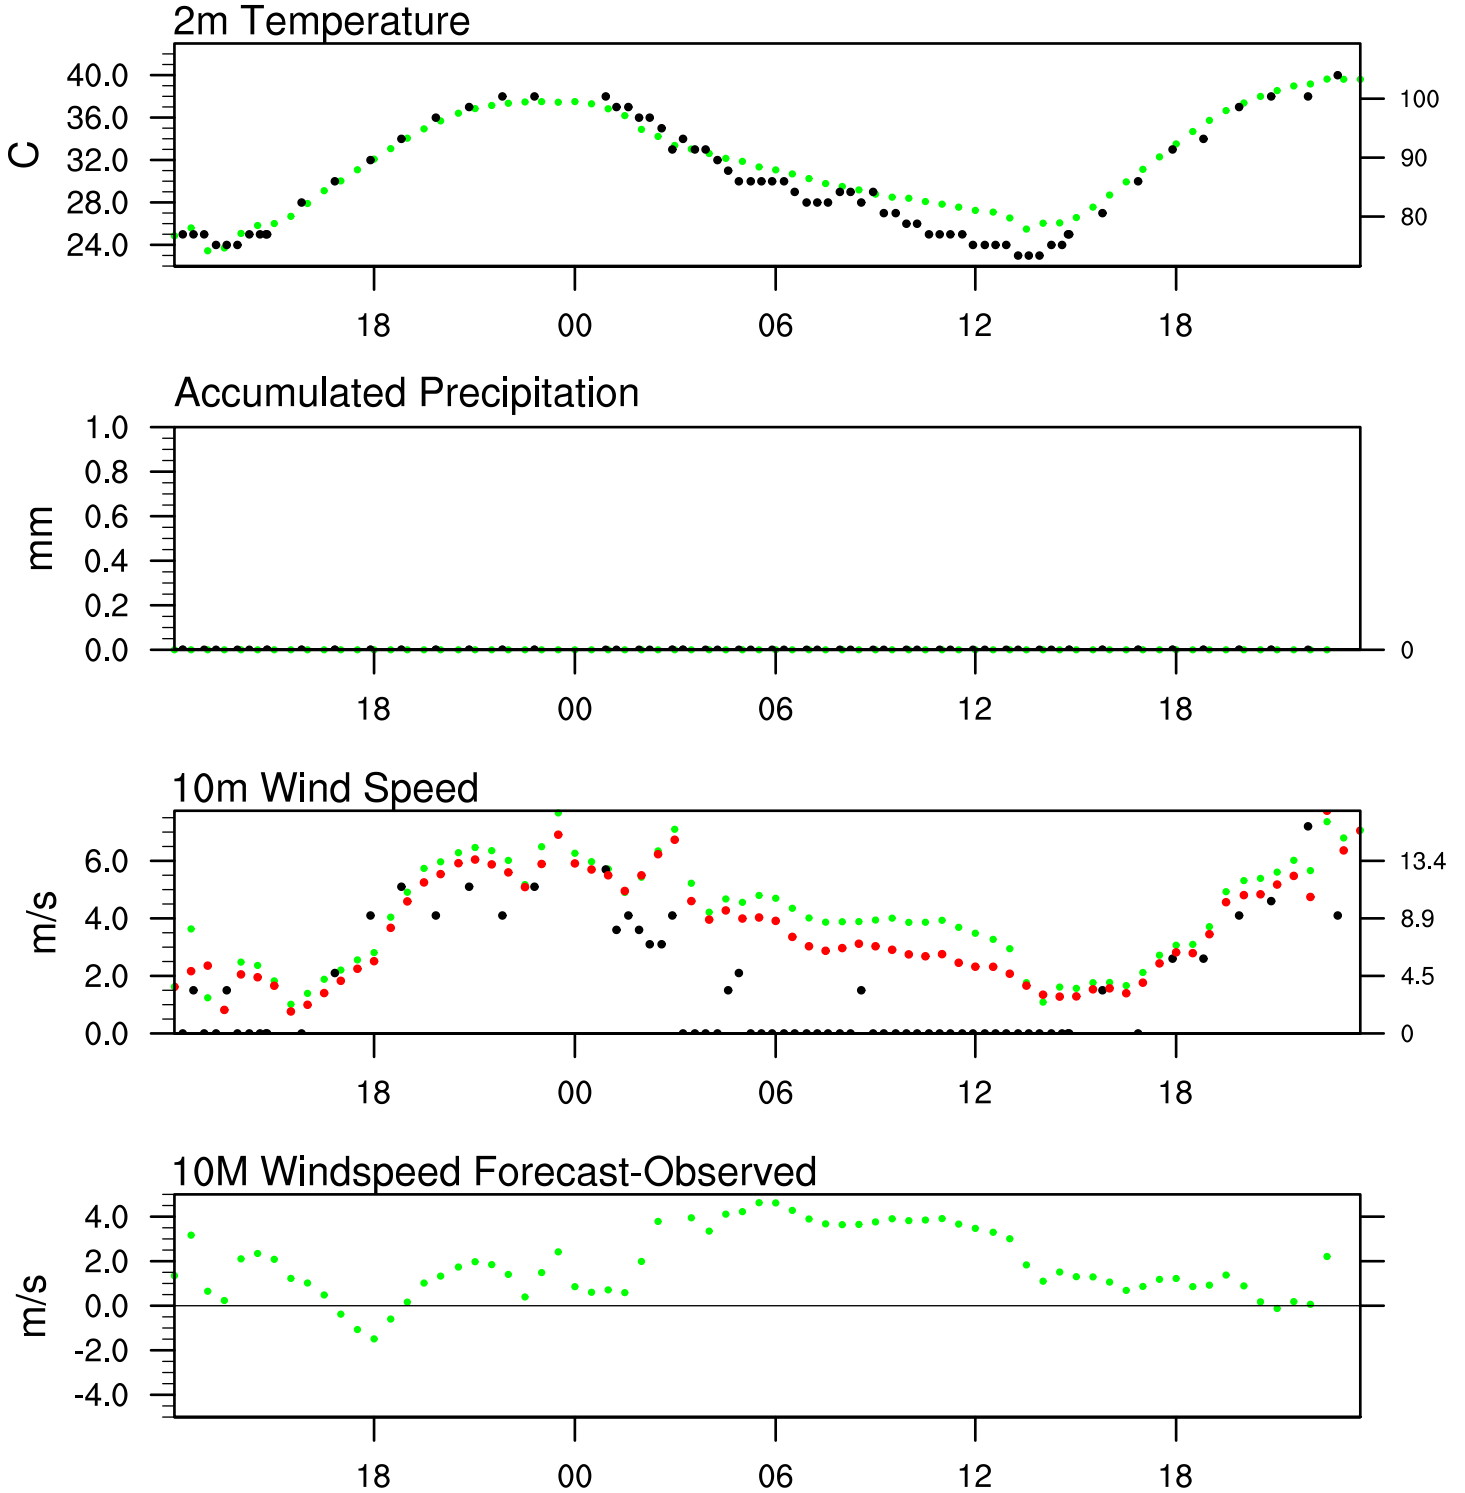 2m Temperature
40.0
36.0
32.0
28.0
24.0
C
100
90
80
18 00 06 12 18
Accumulated Precipitation
1.0
0.8
0.6
0.4
0.2
0.0
mm
0
18 00 06 12 18
10m Wind Speed
6.0
4.0
2.0
0.0
m/s
13.4
8.9
4.5
0
18 00 06 12 18
10M Windspeed Forecast-Observed
4.0
2.0
0.0
-2.0
-4.0
m/s
18 00 06 12 18